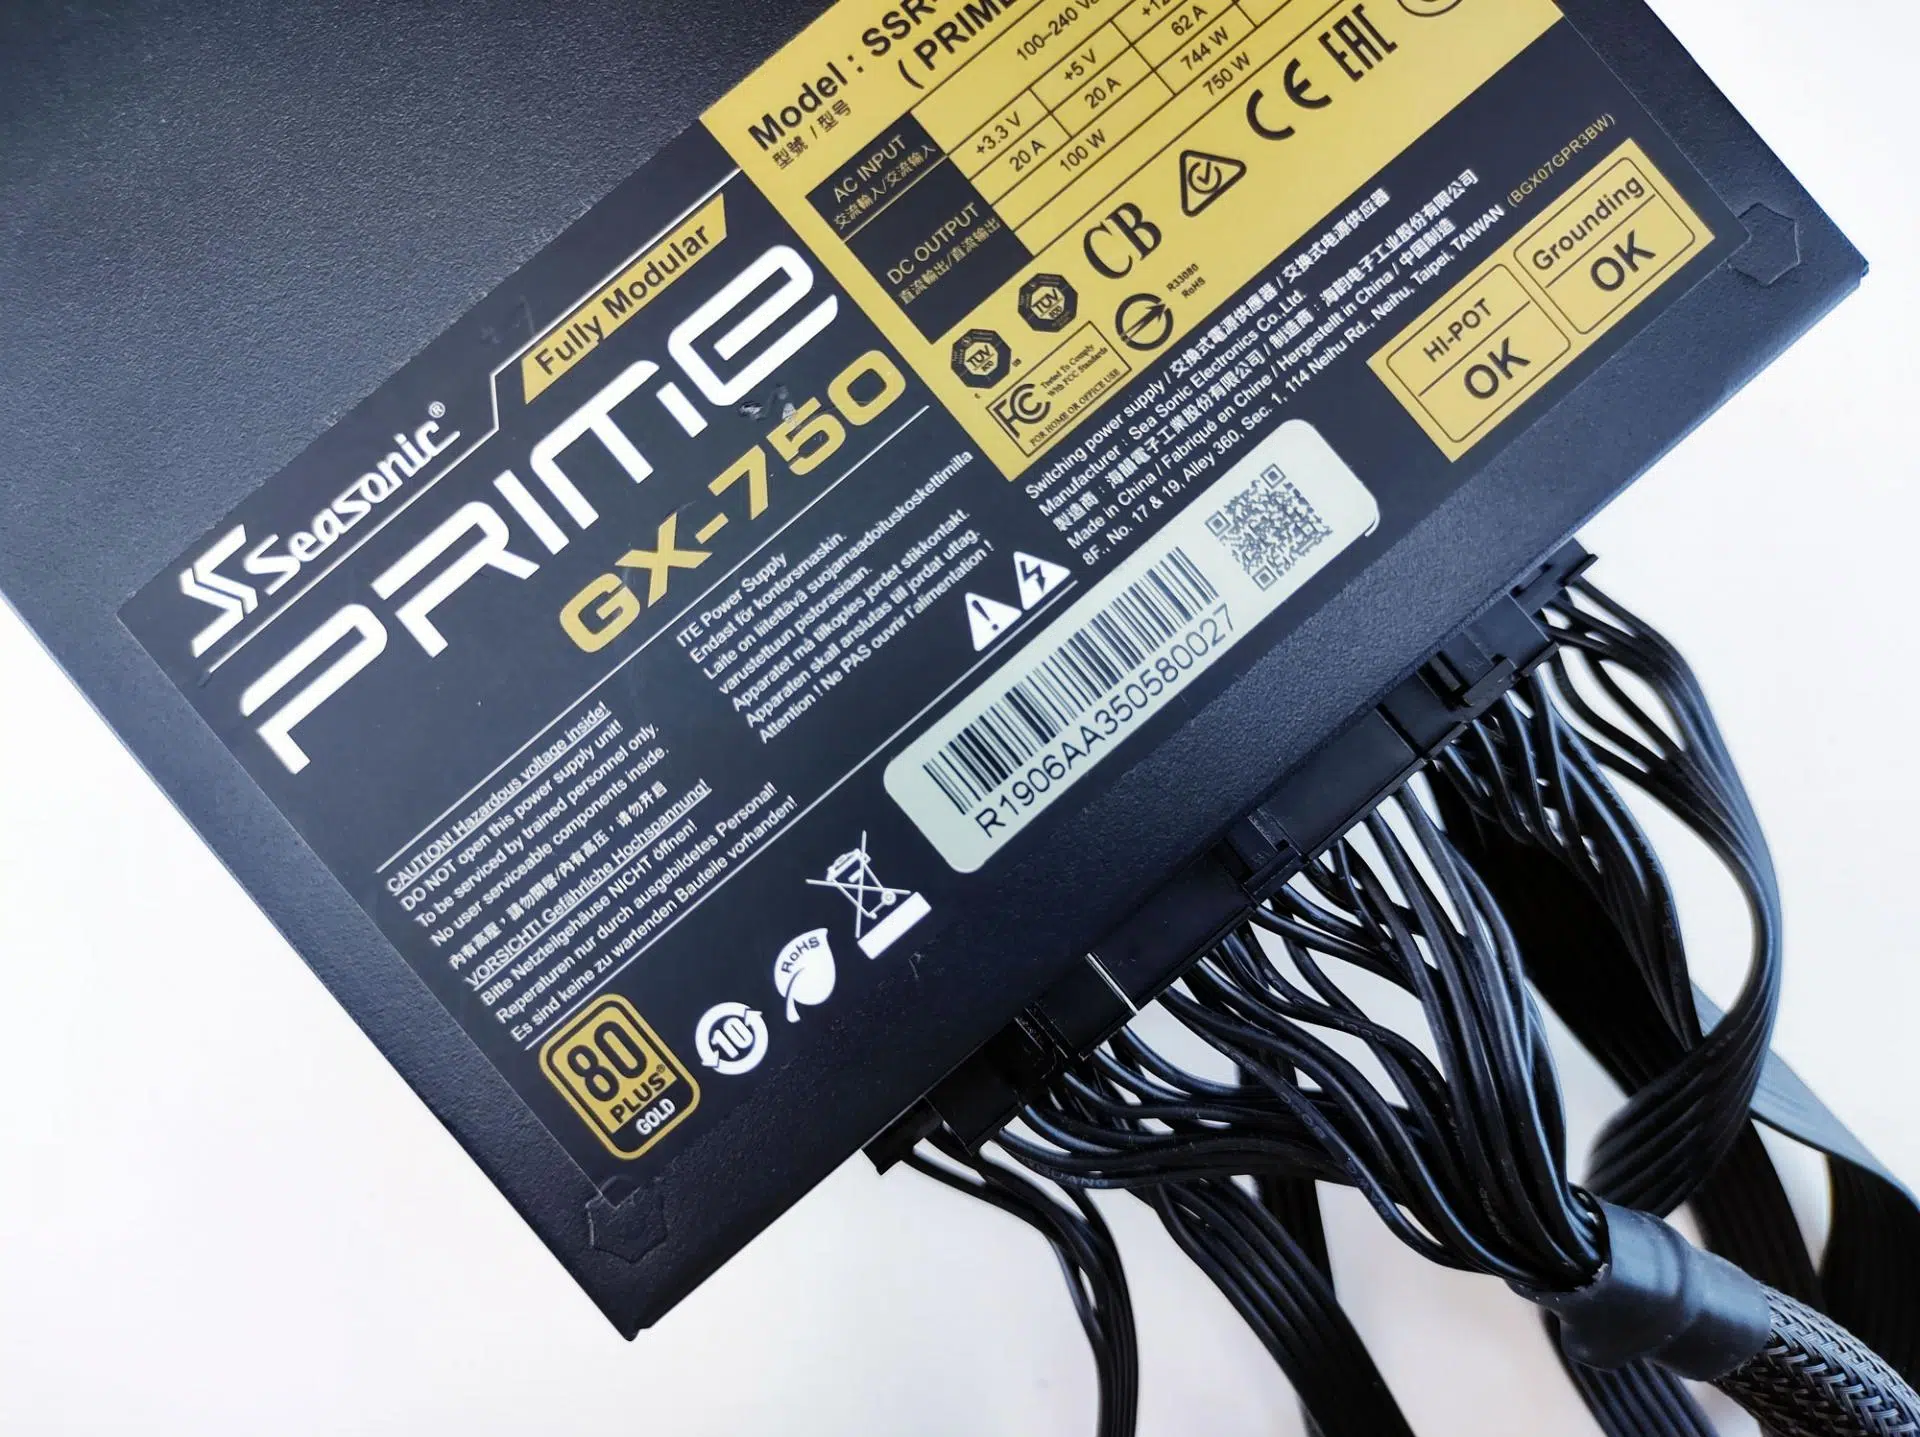 Seasonic®
Fully Modular
PRIME
GX-750
Model : SSR-
型號 / 型号
(PRIME
AC INPUT
交流輸入/交流输入
100–240 V
DC OUTPUT
直流輸出/直流输出
+3.3 V
+5 V
20 A
20 A
62 A
100 W
744 W
750 W
CE
EAC
CB
TÜV
TÜV
FC
Tested To Comply
With FCC Standards
FOR HOME OR OFFICE USE
R33080
RoHS
Switching power supply / 交換式電源供應器 / 交换式电源供应器
Manufacturer : Sea Sonic Electronics Co.,Ltd.
製造商 : 海韻電子工業股份有限公司 / 制造商 : 海韵电子工业股份有限公司
Made in China / Fabriqué en Chine / Hergestellt in China / 中国制造
8F., No. 17 & 19, Alley 360, Sec. 1, 114 Neihu Rd., Neihu, Taipei, TAIWAN
(BGX07GPR3BW)
HI-POT
OK
Grounding
OK
ITE Power Supply
Endast för kontorsmaskin.
Laite on liitettävä suojamaadoituskoskettimilla
varustettuun pistorasiaan.
Apparatet må tilkoples jordet stikkontakt.
Apparaten skall anslutas till jordat uttag.
Attention ! Ne PAS ouvrir l'alimentation !
R1906AA35058​0027
CAUTION! Hazardous voltage inside!
DO NOT open this power supply unit!
To be serviced by trained personnel only.
No user serviceable components inside.
內有高壓，請勿開啓/内有高压，请勿开启
VORSICHT! Gefährliche Hochspannung!
Bitte Netzteilgehäuse NICHT öffnen!
Reperaturen nur durch ausgebildetes Personal!
Es sind keine zu wartenden Bauteile vorhanden!
80
PLUS®
GOLD
10
RoHS